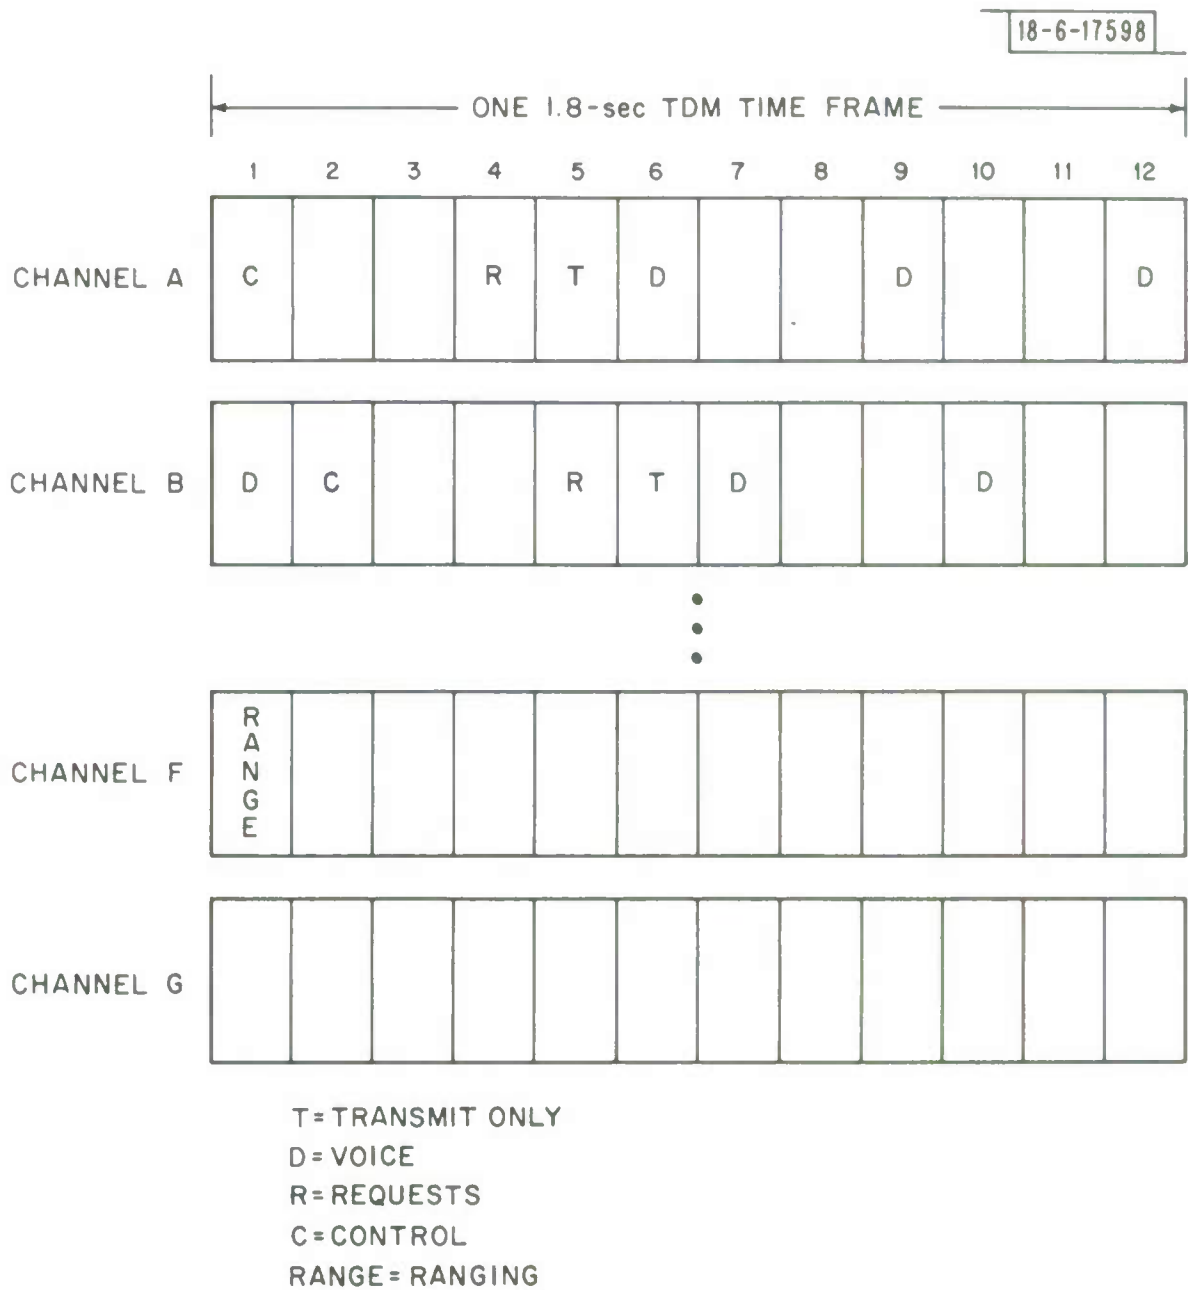 18-6-17598
ONE 1.8-sec TDM TIME FRAME
1 2 3 4 5 6 7 8 9 10 11 12
CHANNEL A C R T D D D
CHANNEL B D C R T D D
CHANNEL F RANGE
CHANNEL G
T=TRANSMIT ONLY
D=VOICE
R=REQUESTS
C=CONTROL
RANGE=RANGING